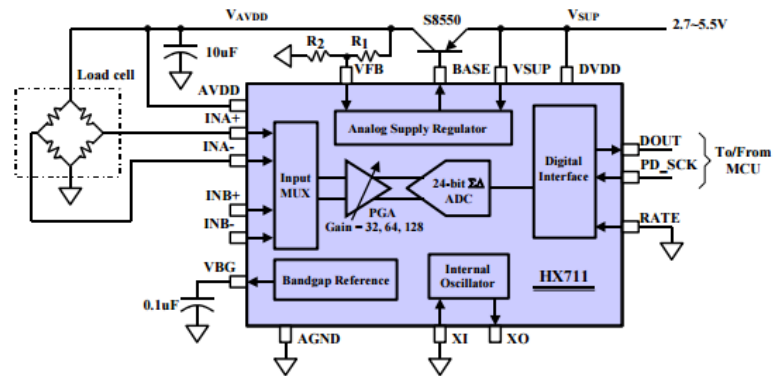 V_AVDD
S8550
V_SUP
2.7~5.5V
10uF
R2
R1
Load cell
VFB
BASE
VSUP
DVDD
AVDD
INA+
INA-
INB+
INB-
VBG
0.1uF
Analog Supply Regulator
Input
MUX
PGA
Gain = 32, 64, 128
24-bit ΣΔ
ADC
Digital
Interface
DOUT
PD_SCK
To/From
MCU
RATE
Bandgap Reference
Internal
Oscillator
HX711
AGND
XI
XO